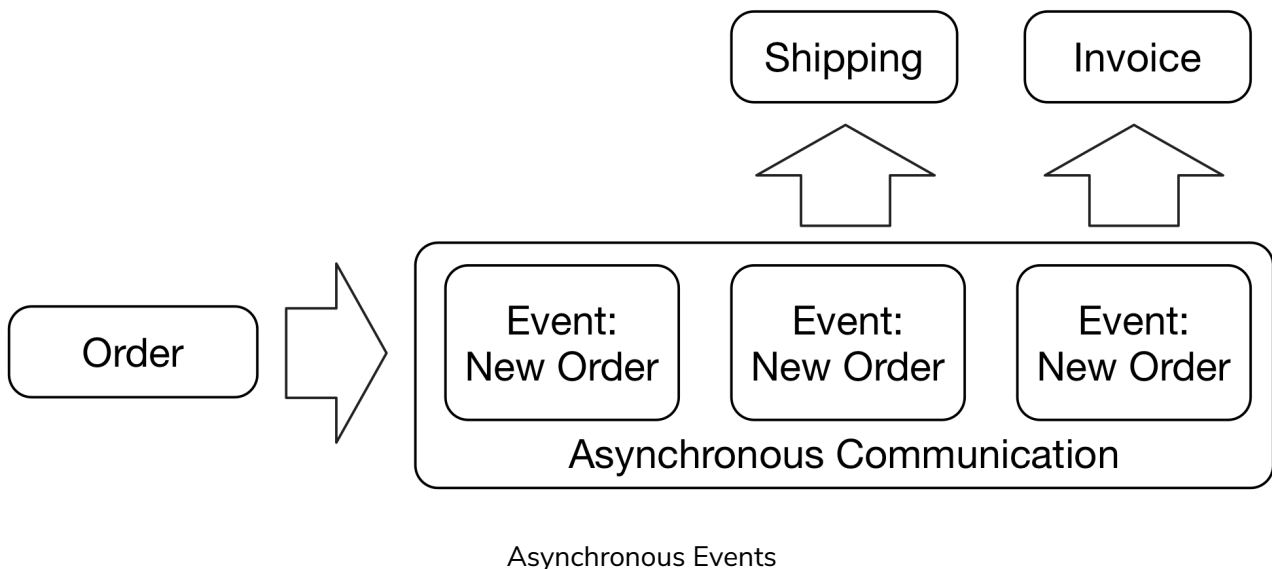 Shipping
Invoice
Order
Event:
New Order
Event:
New Order
Event:
New Order
Asynchronous Communication
Asynchronous Events